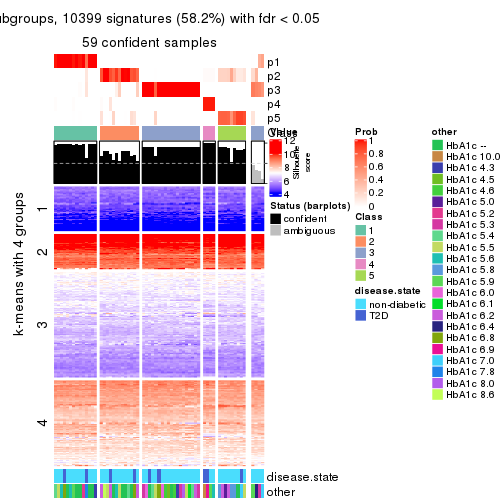 ubgroups, 10399 signatures (58.2%) with fdr < 0.05
59 confident samples
p1
p2
p3
p4
p5
Class
Silhouette
score
k-means with 4 groups
1
2
3
4
disease.state
other
Value
12
10
8
6
4
Status (barplots)
confident
ambiguous
Prob
1
0.8
0.6
0.4
0.2
0
Class
1
2
3
4
5
disease.state
non-diabetic
T2D
other
HbA1c --
HbA1c 10.0
HbA1c 4.3
HbA1c 4.5
HbA1c 4.6
HbA1c 5.0
HbA1c 5.2
HbA1c 5.3
HbA1c 5.4
HbA1c 5.5
HbA1c 5.6
HbA1c 5.8
HbA1c 5.9
HbA1c 6.0
HbA1c 6.1
HbA1c 6.2
HbA1c 6.4
HbA1c 6.8
HbA1c 6.9
HbA1c 7.0
HbA1c 7.8
HbA1c 8.0
HbA1c 8.6